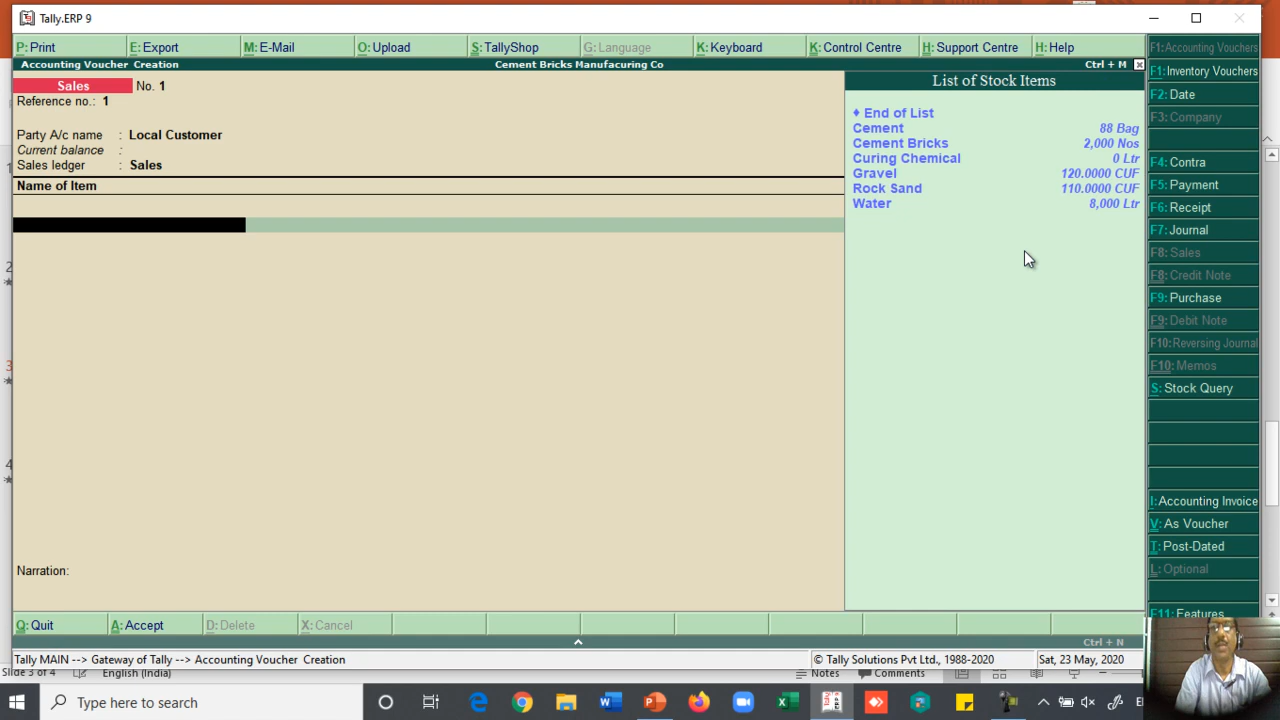 Tally.ERP 9
P: Print E: Export M: E-Mail O: Upload S: TallyShop G: Language K: Keyboard K: Control Centre H: Support Centre H: Help
Accounting Voucher Creation Cement Bricks Manufacuring Co Ctrl + M
Sales No. 1
Reference no.: 1
Party A/c name : Local Customer
Current balance :
Sales ledger : Sales
Name of Item
List of Stock Items
♦ End of List
Cement 88 Bag
Cement Bricks 2,000 Nos
Curing Chemical 0 Ltr
Gravel 120.0000 CUF
Rock Sand 110.0000 CUF
Water 8,000 Ltr
F1: Accounting Vouchers
F1: Inventory Vouchers
F2: Date
F3: Company
F4: Contra
F5: Payment
F6: Receipt
F7: Journal
F8: Sales
F8: Credit Note
F9: Purchase
F9: Debit Note
F10: Reversing Journal
F10: Memos
S: Stock Query
I: Accounting Invoice
V: As Voucher
T: Post-Dated
L: Optional
F11: Features
Narration:
Q: Quit A: Accept D: Delete X: Cancel
Ctrl + N
Tally MAIN --> Gateway of Tally --> Accounting Voucher Creation © Tally Solutions Pvt Ltd., 1988-2020 Sat, 23 May, 2020
Slide 3 of 4 English (India) Notes Comments
Type here to search
2
3
4